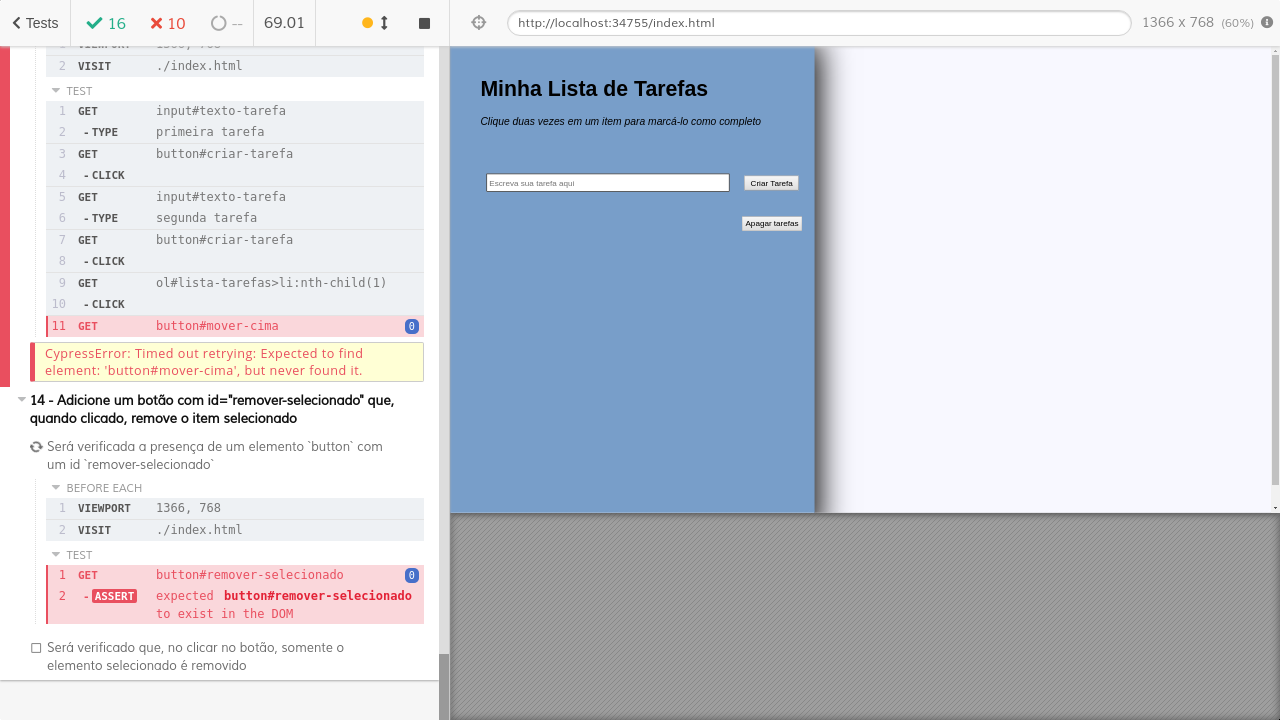 Tests 16 10 -- 69.01 http://localhost:34755/index.html 1366 x 768 (60%)
1 VIEWPORT 1366, 768
2 VISIT ./index.html
TEST
1 GET input#texto-tarefa
2 - TYPE primeira tarefa
3 GET button#criar-tarefa
4 - CLICK
5 GET input#texto-tarefa
6 - TYPE segunda tarefa
7 GET button#criar-tarefa
8 - CLICK
9 GET ol#lista-tarefas>li:nth-child(1)
10 - CLICK
11 GET button#mover-cima 0
CypressError: Timed out retrying: Expected to find
element: 'button#mover-cima', but never found it.
14 - Adicione um botão com id="remover-selecionado" que,
quando clicado, remove o item selecionado
Será verificada a presença de um elemento `button` com
um id `remover-selecionado`
BEFORE EACH
1 VIEWPORT 1366, 768
2 VISIT ./index.html
TEST
1 GET button#remover-selecionado 0
2 - ASSERT expected button#remover-selecionado
to exist in the DOM
Será verificado que, no clicar no botão, somente o
elemento selecionado é removido
Minha Lista de Tarefas
Clique duas vezes em um item para marcá-lo como completo
Escreva sua tarefa aqui Criar Tarefa
Apagar tarefas